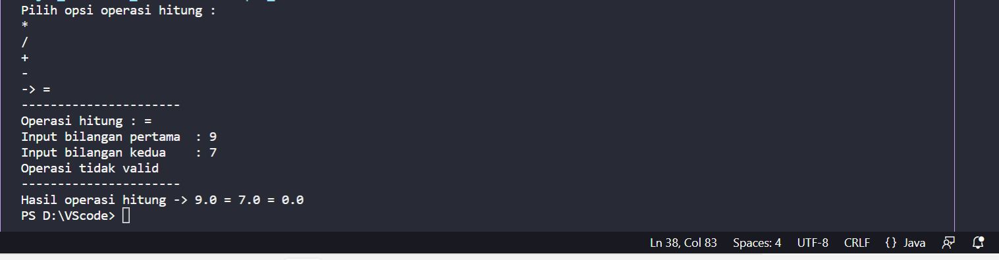 Pilih opsi operasi hitung :
*
/
+
-
-> =
----------------------
Operasi hitung : =
Input bilangan pertama  : 9
Input bilangan kedua    : 7
Operasi tidak valid
----------------------
Hasil operasi hitung -> 9.0 = 7.0 = 0.0
PS D:\VScode>
Ln 38, Col 83 Spaces: 4 UTF-8 CRLF {} Java